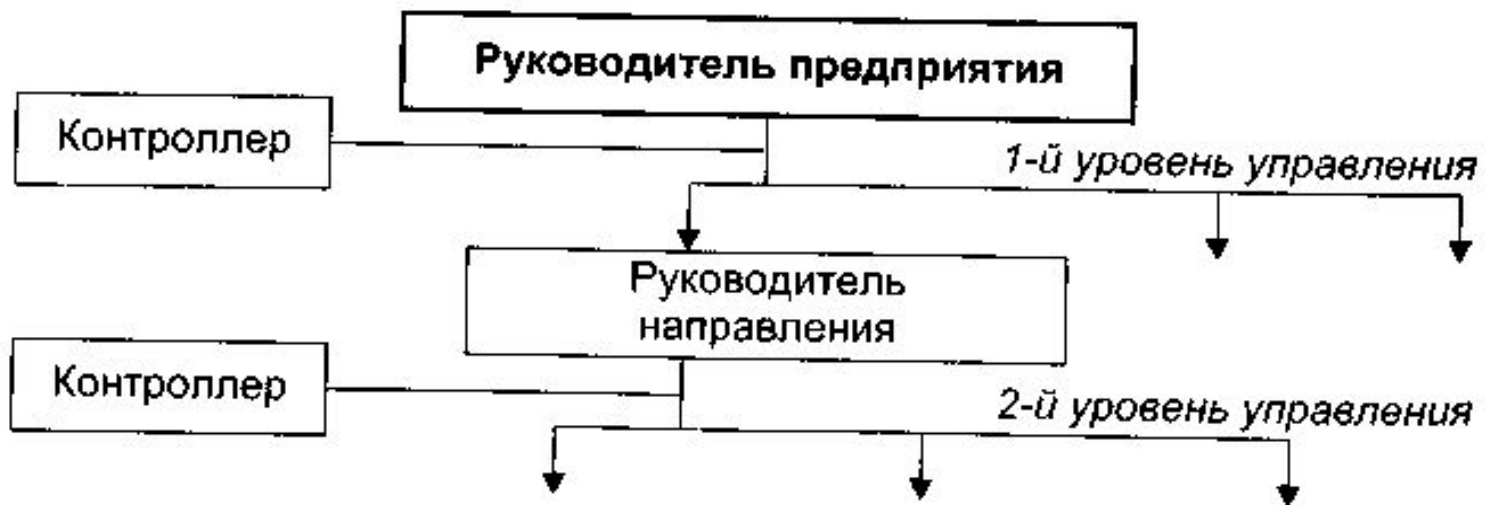 Руководитель предприятия
Контроллер
1-й уровень управления
Руководитель
направления
Контроллер
2-й уровень управления